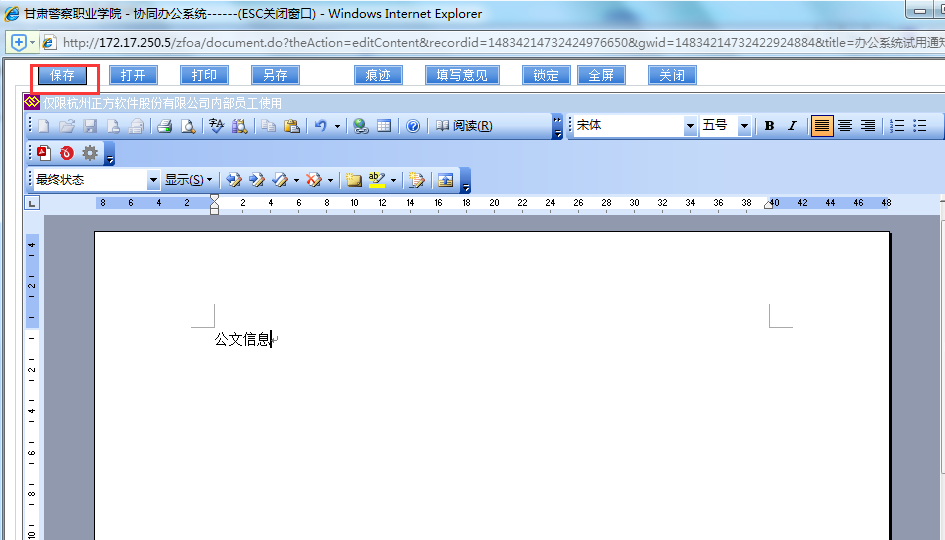 甘肃警察职业学院 - 协同办公系统------(ESC关闭窗口) - Windows Internet Explorer
http://172.17.250.5/zfoa/document.do?theAction=editContent&recordid=14834214732424976650&gwid=1483421473242292488&title=办公系统试用通知
保存 打开 打印 另存 痕迹 填写意见 锁定 全屏 关闭
仅限杭州正方软件股份有限公司内部员工使用
阅读(R) 宋体 五号 B I
最终状态 显示(S)
8 6 4 2 2 4 6 8 10 12 14 16 18 20 22 24 26 28 30 32 34 36 38 40 42 44 46 48
4
2
公文信息
2
4
6
8
10